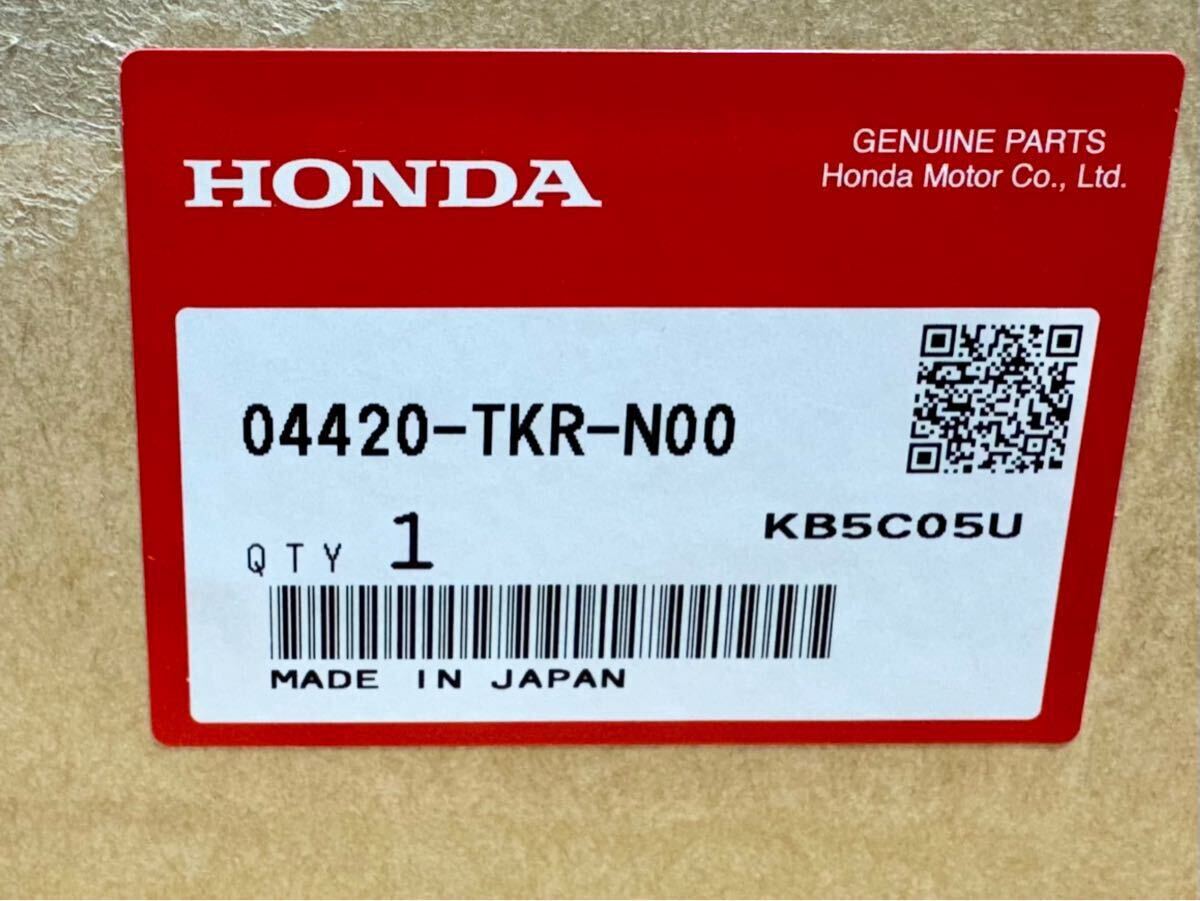 HONDA
GENUINE PARTS
Honda Motor Co., Ltd.
04420-TKR-N00
KB5C05U
QTY 1
MADE IN JAPAN